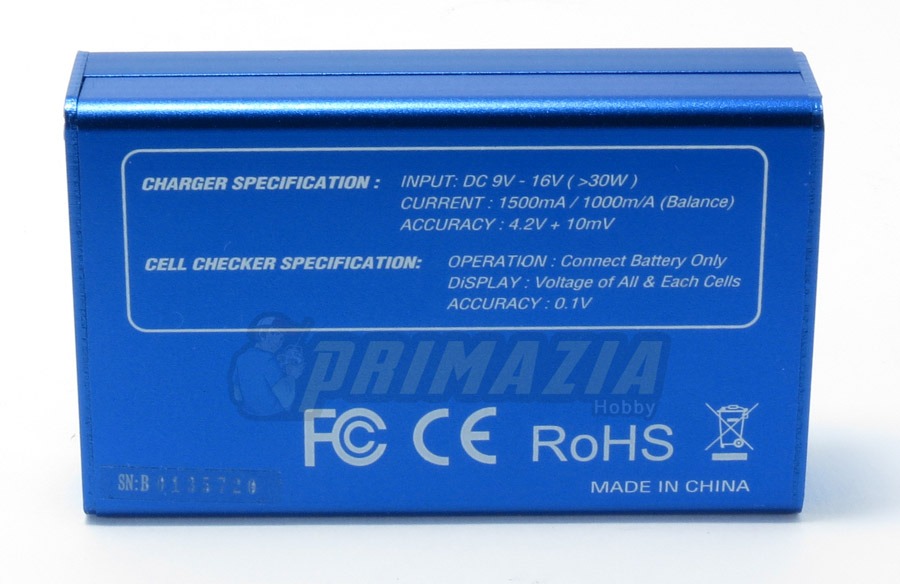 CHARGER SPECIFICATION : INPUT: DC 9V - 16V ( >30W )
CURRENT : 1500mA / 1000m/A (Balance)
ACCURACY : 4.2V + 10mV
CELL CHECKER SPECIFICATION: OPERATION : Connect Battery Only
DiSPLAY : Voltage of All & Each Cells
ACCURACY : 0.1V
PRIMAZIA
Hobby
FC CE RoHS
SN:B
MADE IN CHINA